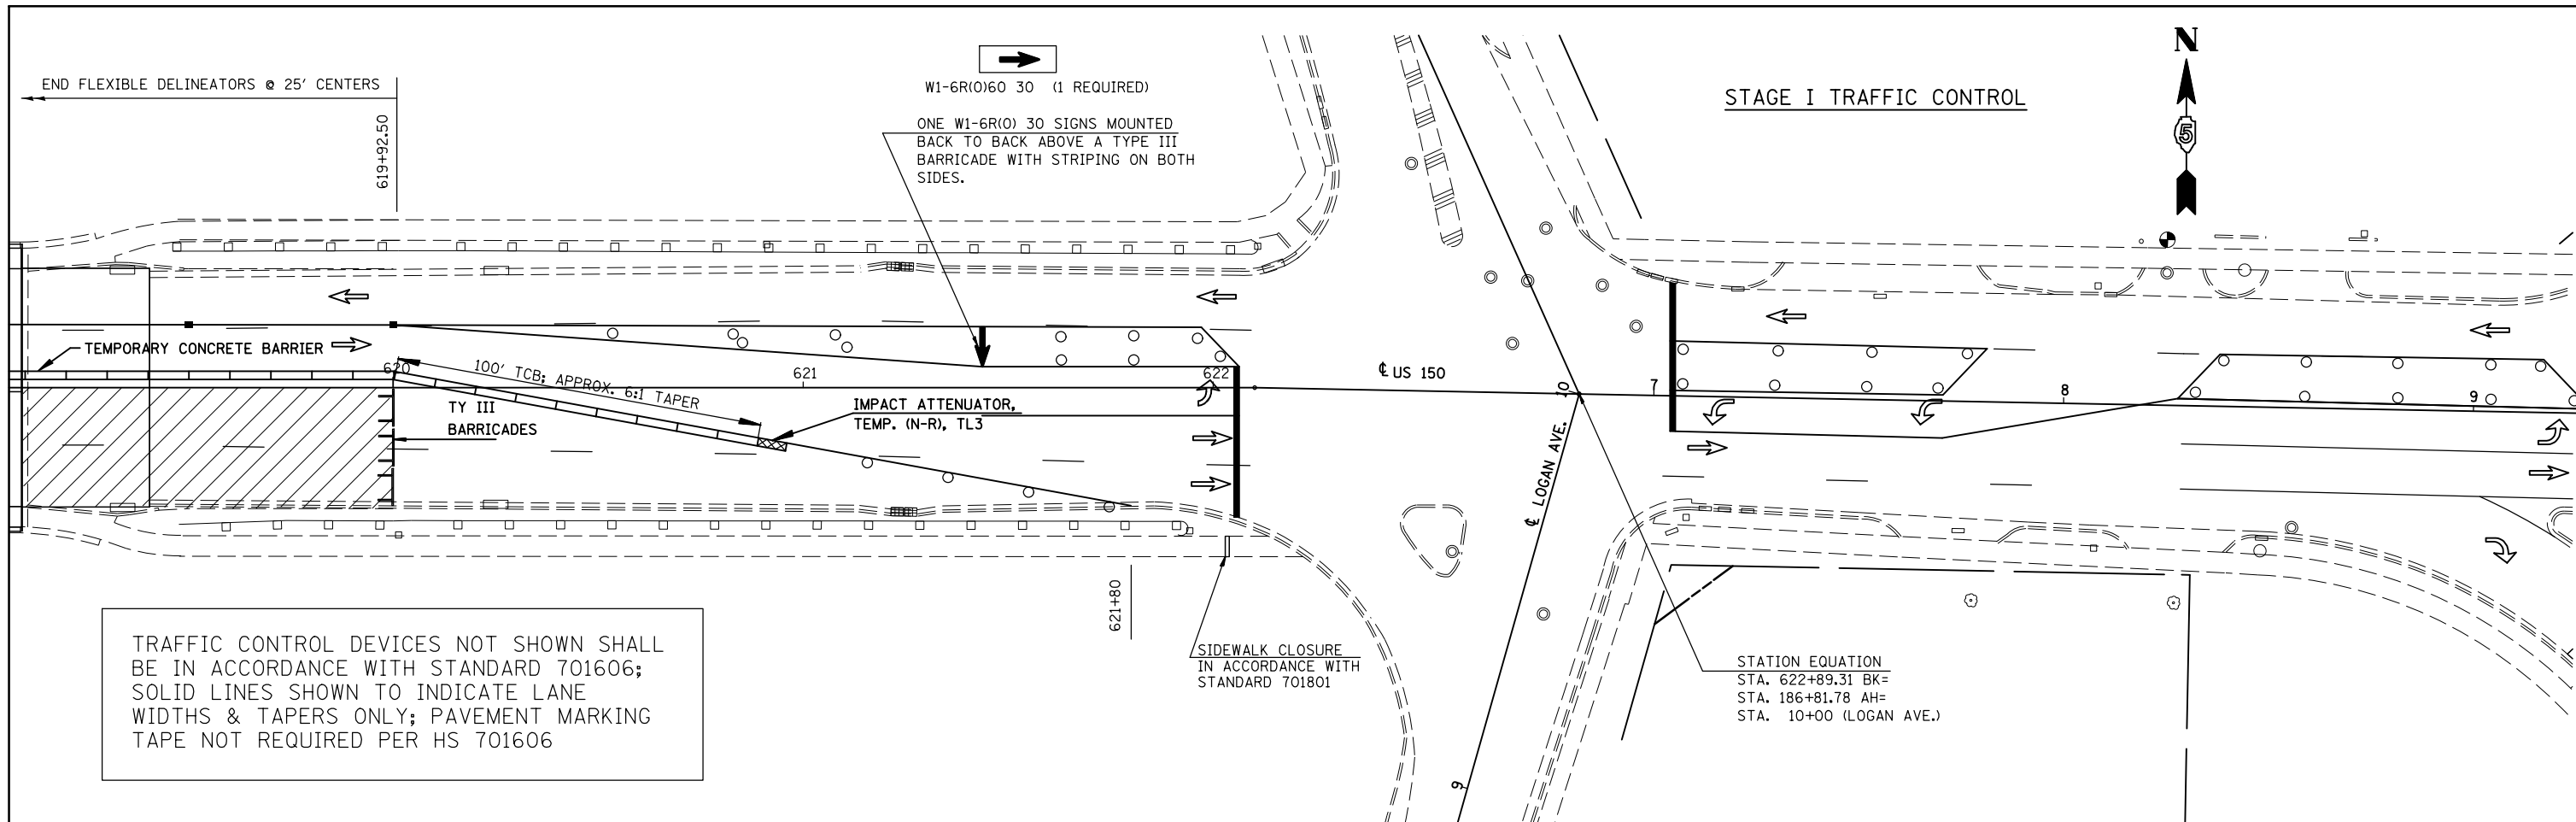 END FLEXIBLE DELINEATORS @ 25' CENTERS
619+92.50
W1-6R(O)60 30 (1 REQUIRED)
ONE W1-6R(O) 30 SIGNS MOUNTED
BACK TO BACK ABOVE A TYPE III
BARRICADE WITH STRIPING ON BOTH
SIDES.
STAGE I TRAFFIC CONTROL
N
5
TEMPORARY CONCRETE BARRIER
620
100' TCB; APPROX. 6:1 TAPER
621
622
℄ US 150
10
7
8
9
TY III
BARRICADES
IMPACT ATTENUATOR,
TEMP. (N-R), TL3
℄ LOGAN AVE.
9
621+80
SIDEWALK CLOSURE
IN ACCORDANCE WITH
STANDARD 701801
STATION EQUATION
STA. 622+89.31 BK=
STA. 186+81.78 AH=
STA. 10+00 (LOGAN AVE.)
TRAFFIC CONTROL DEVICES NOT SHOWN SHALL
BE IN ACCORDANCE WITH STANDARD 701606;
SOLID LINES SHOWN TO INDICATE LANE
WIDTHS & TAPERS ONLY; PAVEMENT MARKING
TAPE NOT REQUIRED PER HS 701606